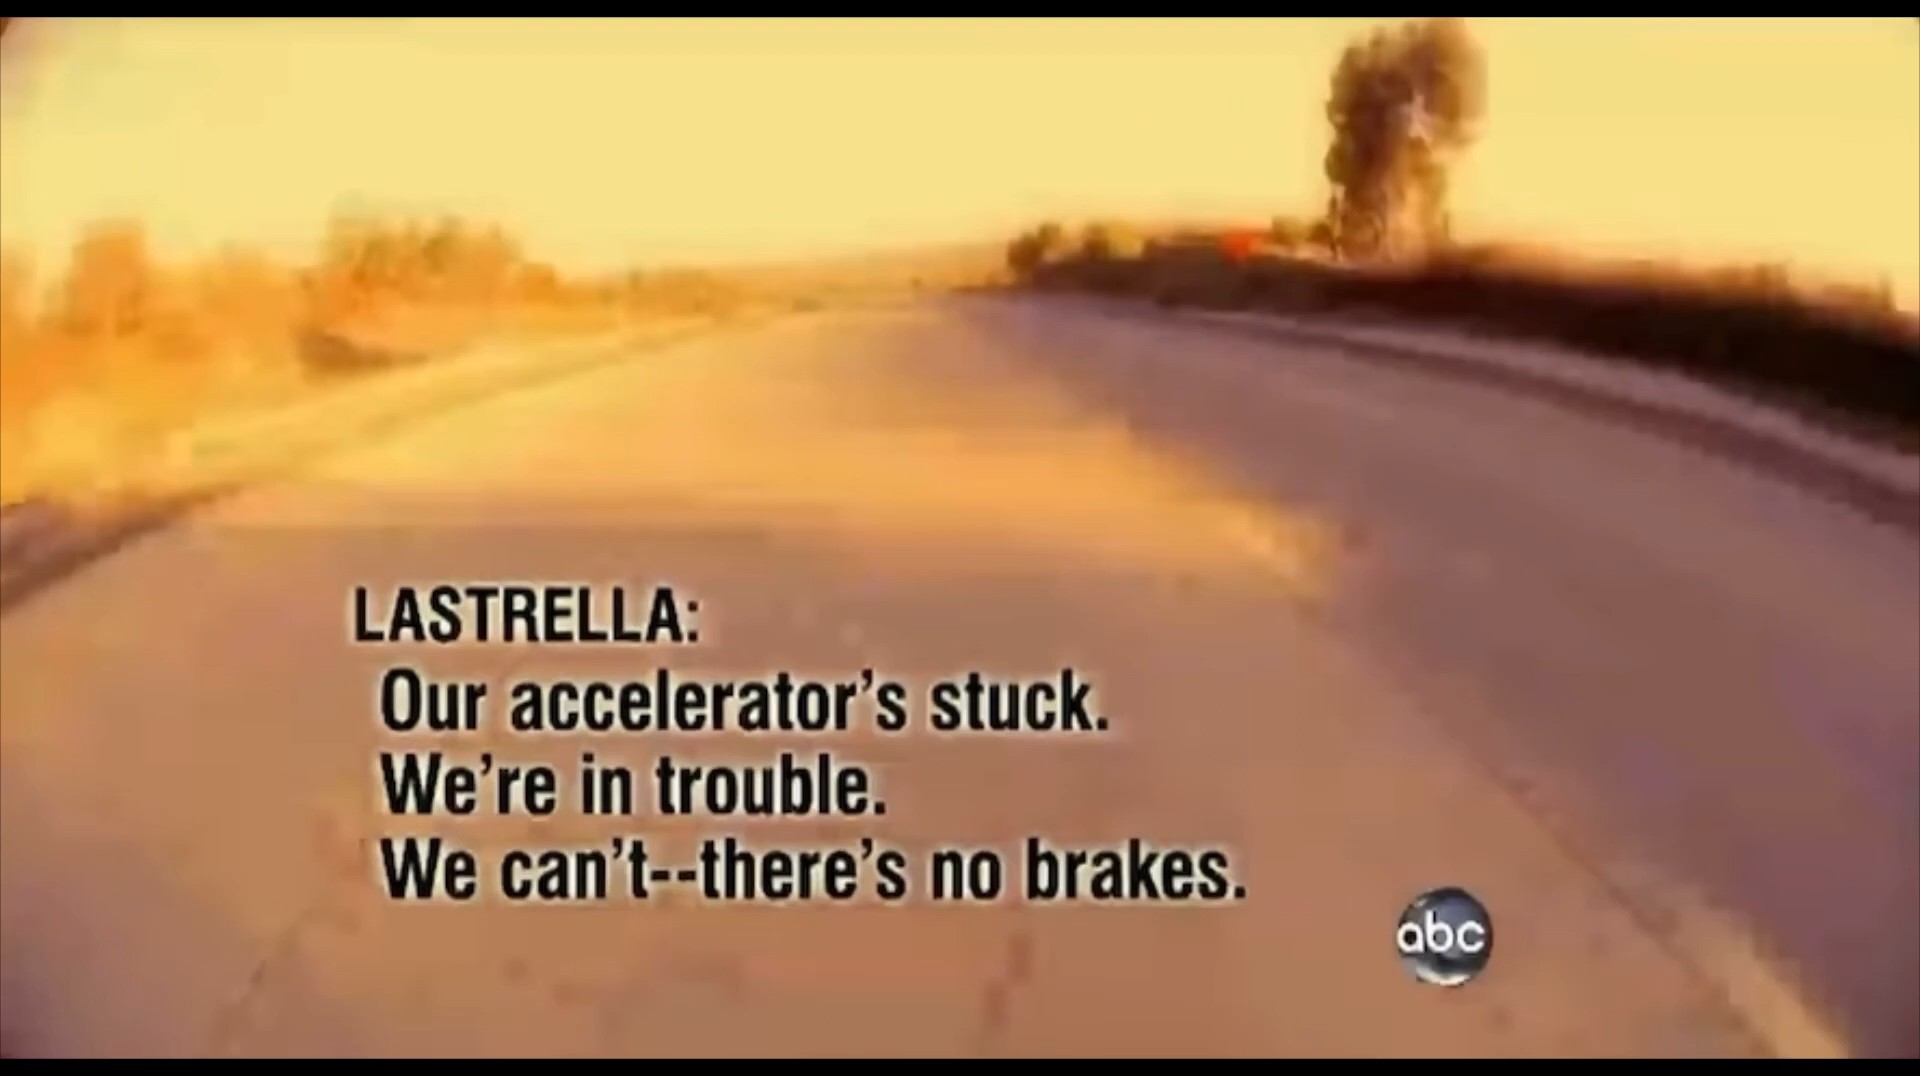 LASTRELLA:
Our accelerator's stuck.
We're in trouble.
We can't--there's no brakes.
abc